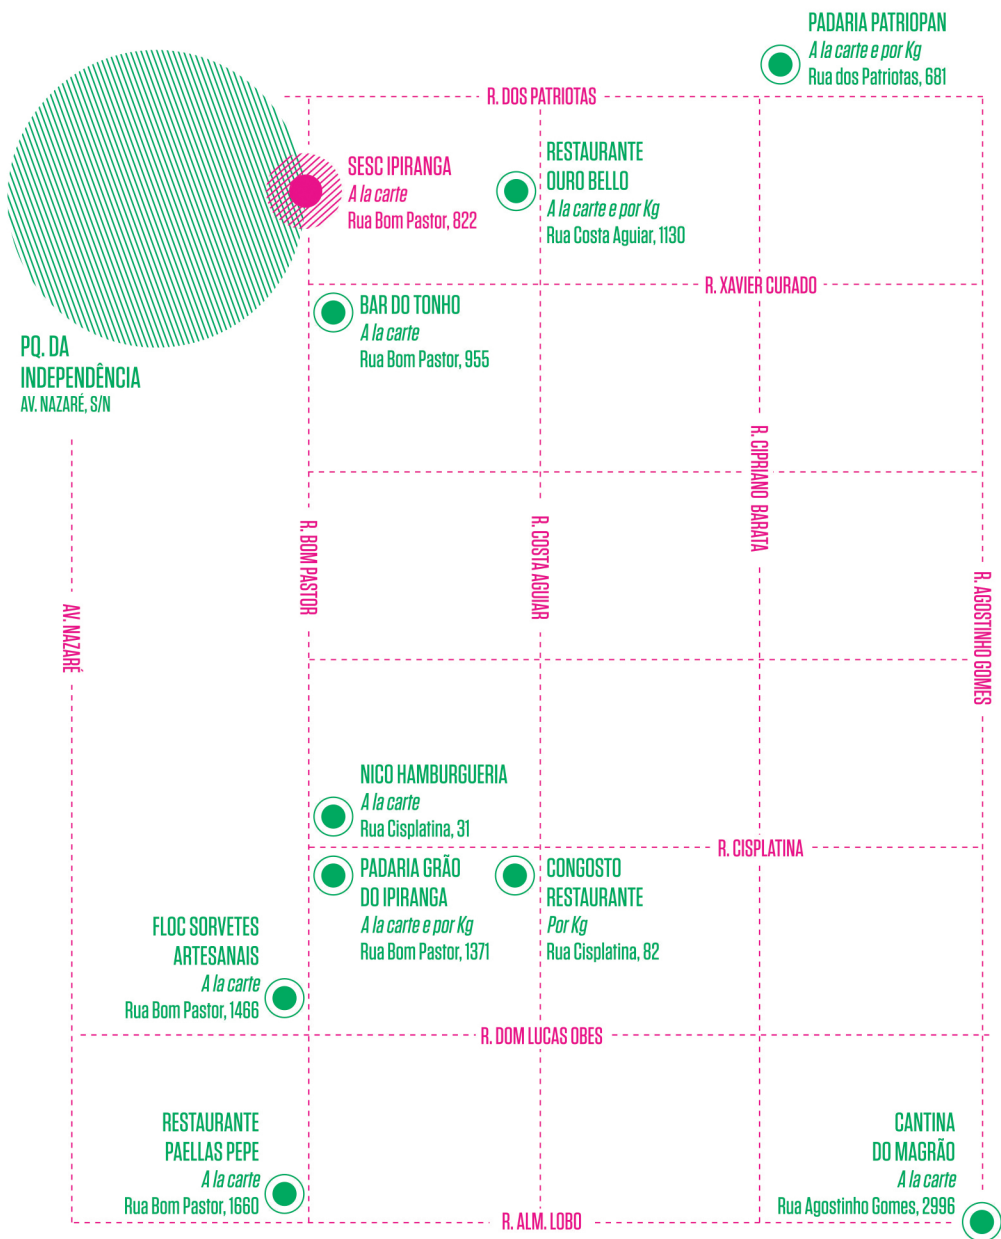 PADARIA PATRIOPAN
A la carte e por Kg
Rua dos Patriotas, 681
R. DOS PATRIOTAS
SESC IPIRANGA
A la carte
Rua Bom Pastor, 822
RESTAURANTE
OURO BELLO
A la carte e por Kg
Rua Costa Aguiar, 1130
R. XAVIER CURADO
BAR DO TONHO
A la carte
Rua Bom Pastor, 955
PQ. DA
INDEPENDÊNCIA
AV. NAZARÉ, S/N
R. CIPRIANO BARATA
R. BOM PASTOR
R. COSTA AGUIAR
AV. NAZARÉ
R. AGOSTINHO GOMES
NICO HAMBURGUERIA
A la carte
Rua Cisplatina, 31
R. CISPLATINA
PADARIA GRÃO
DO IPIRANGA
A la carte e por Kg
Rua Bom Pastor, 1371
CONGOSTO
RESTAURANTE
Por Kg
Rua Cisplatina, 82
FLOC SORVETES
ARTESANAIS
A la carte
Rua Bom Pastor, 1466
R. DOM LUCAS OBES
RESTAURANTE
PAELLAS PEPE
A la carte
Rua Bom Pastor, 1660
CANTINA
DO MAGRÃO
A la carte
Rua Agostinho Gomes, 2996
R. ALM. LOBO